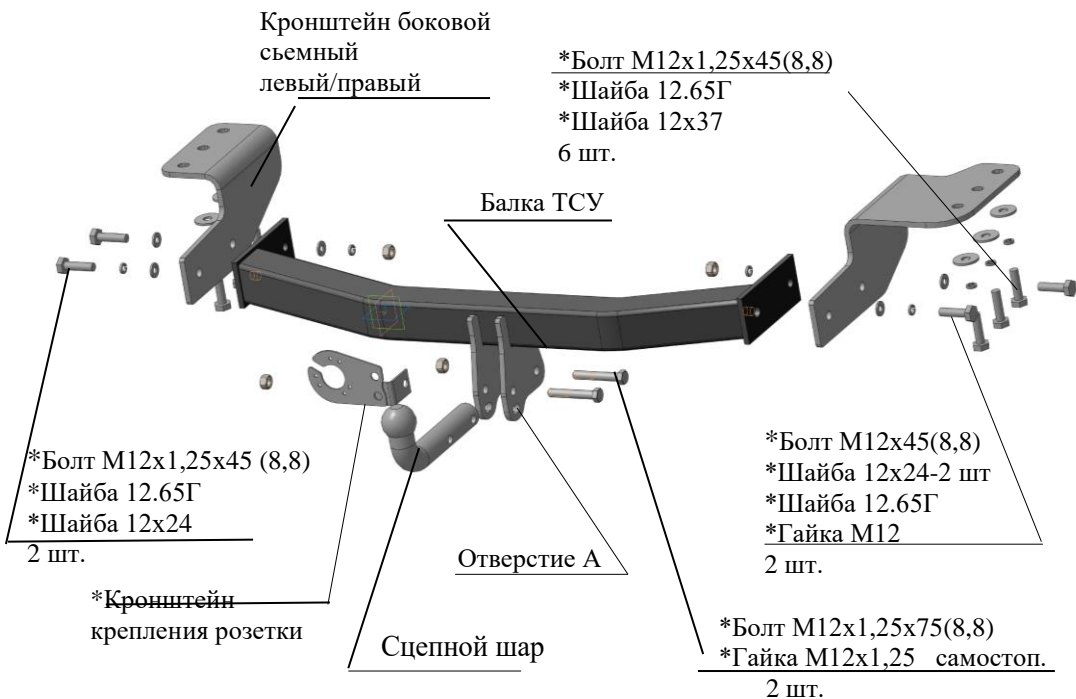 Кронштейн боковой
сьемный
левый/правый
*Болт М12х1,25х45(8,8)
*Шайба 12.65Г
*Шайба 12х37
6 шт.
Балка ТСУ
*Болт М12х1,25х45 (8,8)
*Шайба 12.65Г
*Шайба 12х24
2 шт.
*Кронштейн
крепления розетки
Сцепной шар
Отверстие А
*Болт М12х45(8,8)
*Шайба 12х24-2 шт
*Шайба 12.65Г
*Гайка М12
2 шт.
*Болт М12х1,25х75(8,8)
*Гайка М12х1,25 самостоп.
2 шт.